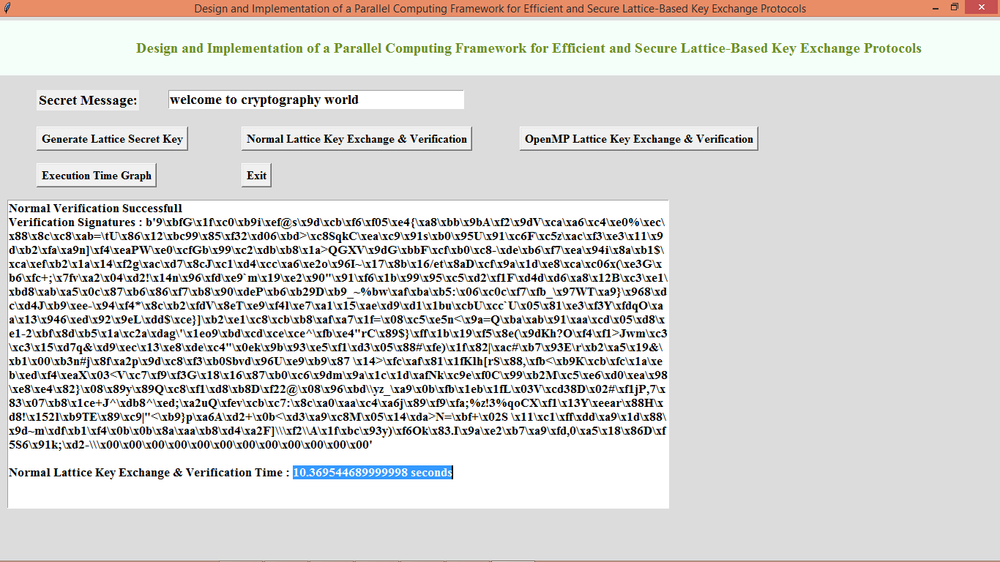 Design and Implementation of a Parallel Computing Framework for Efficient and Secure Lattice-Based Key Exchange Protocols
Design and Implementation of a Parallel Computing Framework for Efficient and Secure Lattice-Based Key Exchange Protocols
Secret Message: welcome to cryptography world
Generate Lattice Secret Key Normal Lattice Key Exchange & Verification OpenMP Lattice Key Exchange & Verification
Execution Time Graph Exit
Normal Verification Successfull
Verification Signatures : b'9\xbfG\x1f\xc0\xb9i\xef@s\x9d\xcb\xf6\xf05\xe4{\xa8\xbb\x9bA\xf2\x9dV\xca\xa6\xc4\xe0%\xec\
x88\x8c\xc8\xab=\tU\x86\x12\xbc99\x85\xf32\xd06\xbd>\xc8SqkC\xea\xc9\x91s\xb0\x95U\x91\xc6F\xc5z\xac\xf3\xe3\x11\x9
d\xb2\xfa\xa9n]\xf4\xeaPW\xe0\xcfGb\x99\xc2\xdb\xb8\x1a>QGXV\x9dG\xbbF\xcf\xb0\xc8-\xde\xb6\xf7\xea\x94i\x8a\xb1$\
xca\xef\xb2\x1a\x14\xf2g\xac\xd7\x8cJ\xc1\xd4\xcc\xa6\xe2o\x96I~\x17\x8b\x16/et\x8aD\xcf\x9a\x1d\xe8\xca\xc06x(\xe3G\x
b6\xfc+;\x7fv\xa2\x04\xd2!\x14n\x96\xfd\xe9`m\x19\xe2\x90"\x91\xf6\x1b\x99\x95\xc5\xd2\xf1F\xd4d\xd6\xa8\x12B\xc3\xe1\
xbd8\xab\xa5\x0c\x87\xb6\x86\xf7\xb8\x90\xdeP\xb6\xb29D\xb9_~%bw\xaf\xba\xb5:\x06\xc0c\xf7\xfb_\x97WT\xa9}\x968\xd
c\xd4J\xb9\xee-\x94\xf4*\x8c\xb2\xfdV\x8eT\xe9\xf4l\xe7\xa1\x15\xae\xd9\xd1\x1bu\xcbU\xcc`U\x05\x81\xe3\xf3Y\xfdqO\xa
a\x13\x946\xed\x92\x9eL\xdd$\xce}]\xb2\xe1\xc8\xcb\xb8\xaf\xa7\x1f=\x08\xc5\xe5n<\x9a=Q\xba\xab\x91\xaa\xcd\x05\xd8\x
e1-2\xbf\x8d\xb5\x1a\xc2a\xdag\'\x1eo9\xbd\xcd\xce\xce^\xfb\xe4"rC\x89$}\xff\x1b\x19\xf5\x8e(\x9dKh?O\xf4\xf1>Jwm\xc3
\xc3\x15\xd7q&\xd9\xec\x13\xe8\xde\xc4"\x0ek\x9b\x93\xe5\xf1\xd3\x05\x88#\xfe)\x1f\x82|\xac#\xb7\x93E\r\xb2\xa5\x19&\
\xb1\x00\xb3n#j\x8f\xa2p\x9d\xc8\xf3\xb0Sbvd\x96U\xe9\xb9\x87 \x14>\xfc\xaf\x81\x1fKlh[rS\x88,\xfb<\xb9K\xcb\xfc\x1a\xe
b\xed\xf4\xeaX\x03<V\xc7\xf9\xf3G\x18\x16\x87\xb0\xc6\x9dm\x9a\x1c\x1d\xafNk\xc9e\xf0C\x99\xb2M\xc5\xe6\xd0\xea\x98
\xe8\xe4\x82}\x08\x89y\x89Q\xc8\xf1\xd8\xb8D\xf22@\x08\x96\xbd\\yz_\xa9\x0b\xfb\x1eb\x1fL\x03V\xcd38D\x02#\xf1jP,7\x
83\x07\xb8\x1ce+J^\xdb8^\xed;\xa2uQ\xfev\xcb\xc7:\x8c\xa0\xaa\xc4\xa6j\x89\xf9\xfa;%z!3%qoCX\xf1\x13Y\xeear\x88H\x
d8!\x152l\xb9TE\x89\xc9|"<\xb9}p\xa6A\xd2+\x0b<\xd3\xa9\xc8M\x05\x14\xda>N=\xbf+\x02S \x11\xc1\xff\xdd\xa9\x1d\x88\
x9d~m\xdf\xb1\xf4\x0b\x0b\x8a\xaa\xb8\xd4\xa2F]\\\xf2\\A\x1f\xbc\x93y)\xf6Ok\x83.I\x9a\xe2\xb7\xa9\xfd,0\xa5\x18\x86D\xf
5S6\x91k;\xd2-\\\x00\x00\x00\x00\x00\x00\x00\x00\x00\x00\x00\x00'
Normal Lattice Key Exchange & Verification Time : 10.369544689999998 seconds